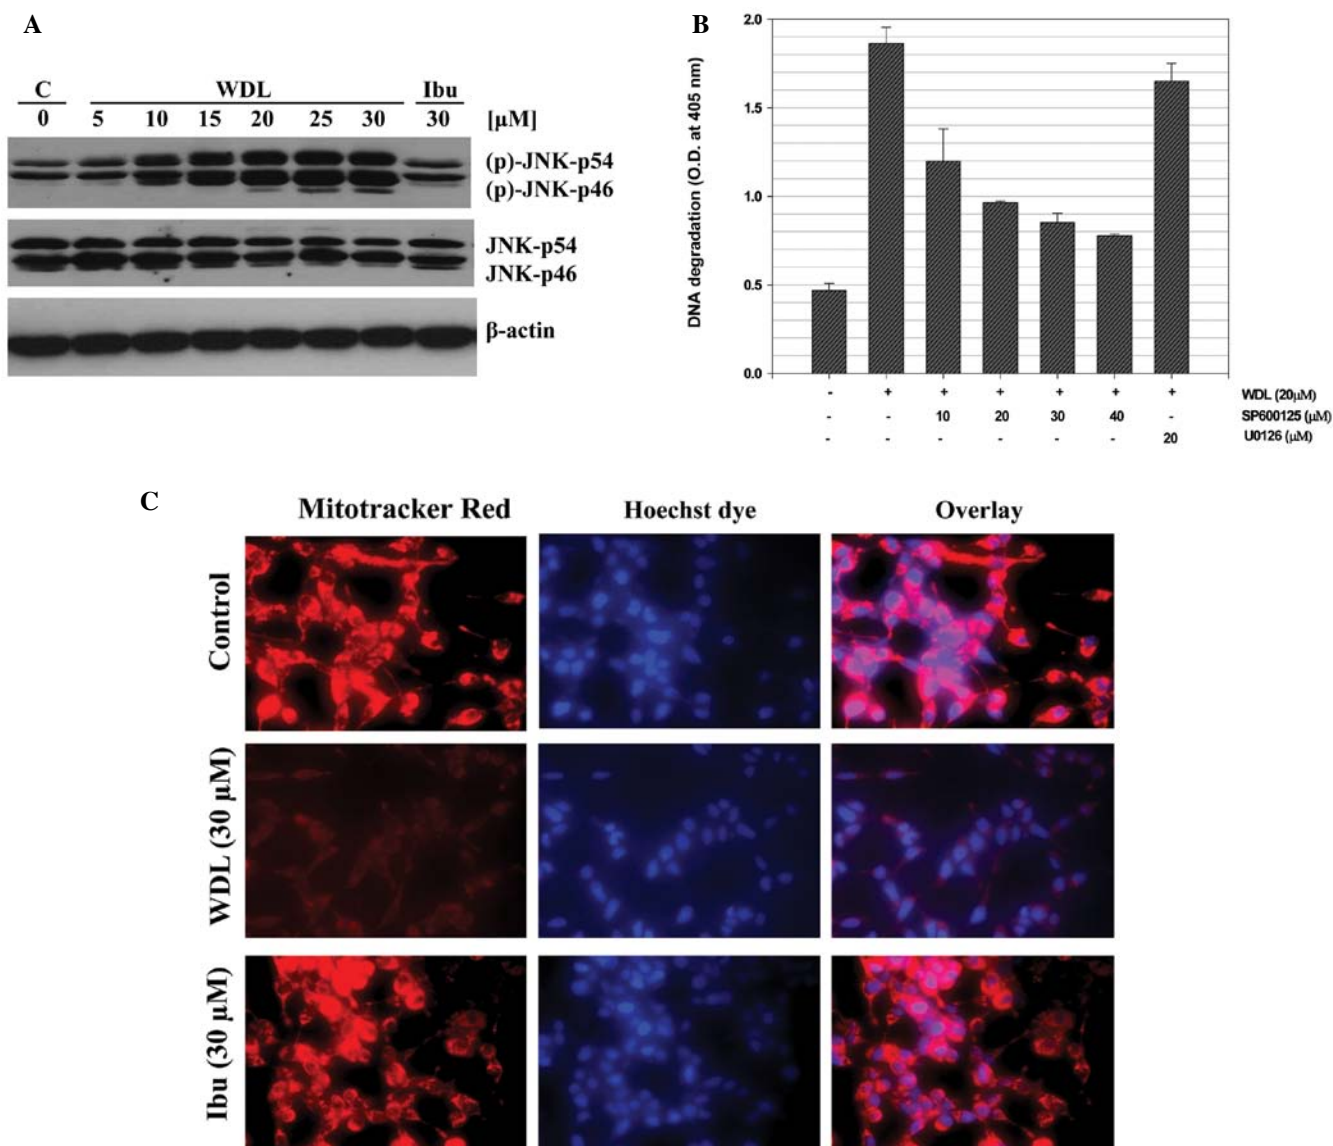 A
C WDL Ibu
0 5 10 15 20 25 30 30 [µM]
(p)-JNK-p54
(p)-JNK-p46
JNK-p54
JNK-p46
β-actin
B
DNA degradation (O.D. at 405 nm)
2.0
1.5
1.0
0.5
0.0
- + + + + + + WDL (20µM)
- - 10 20 30 40 - SP600125 (µM)
- - - - - - 20 U0126 (µM)
C
Mitotracker Red Hoechst dye Overlay
Control
WDL (30 µM)
Ibu (30 µM)